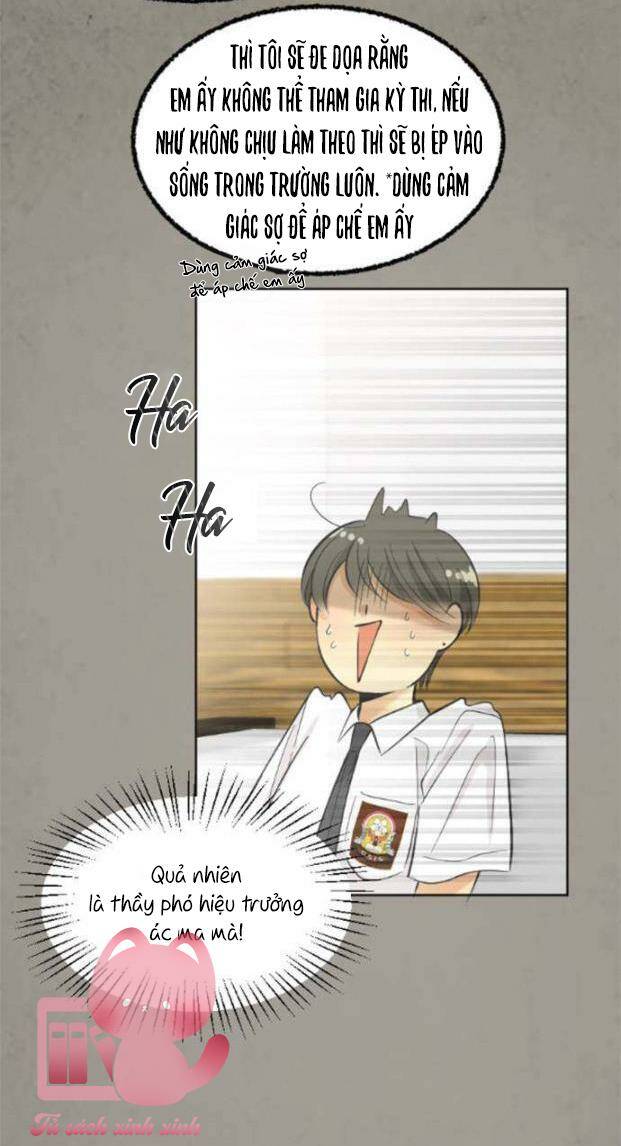 THÌ TÔI SẼ ĐE DỌA RẰNG
EM ẤY KHÔNG THỂ THAM GIA KỲ THI, NẾU
NHƯ KHÔNG CHỊU LÀM THEO THÌ SẼ BỊ ÉP VÀO
SỐNG TRONG TRƯỜNG LUÔN. *DÙNG CẢM
GIÁC SỢ ĐỂ ÁP CHẾ EM ẤY
Dùng cảm giác sợ
để áp chế em ấy
Ha
Ha
Quả nhiên
là thầy phó hiệu trưởng
ác ma mà!
Tủ sách xinh xinh